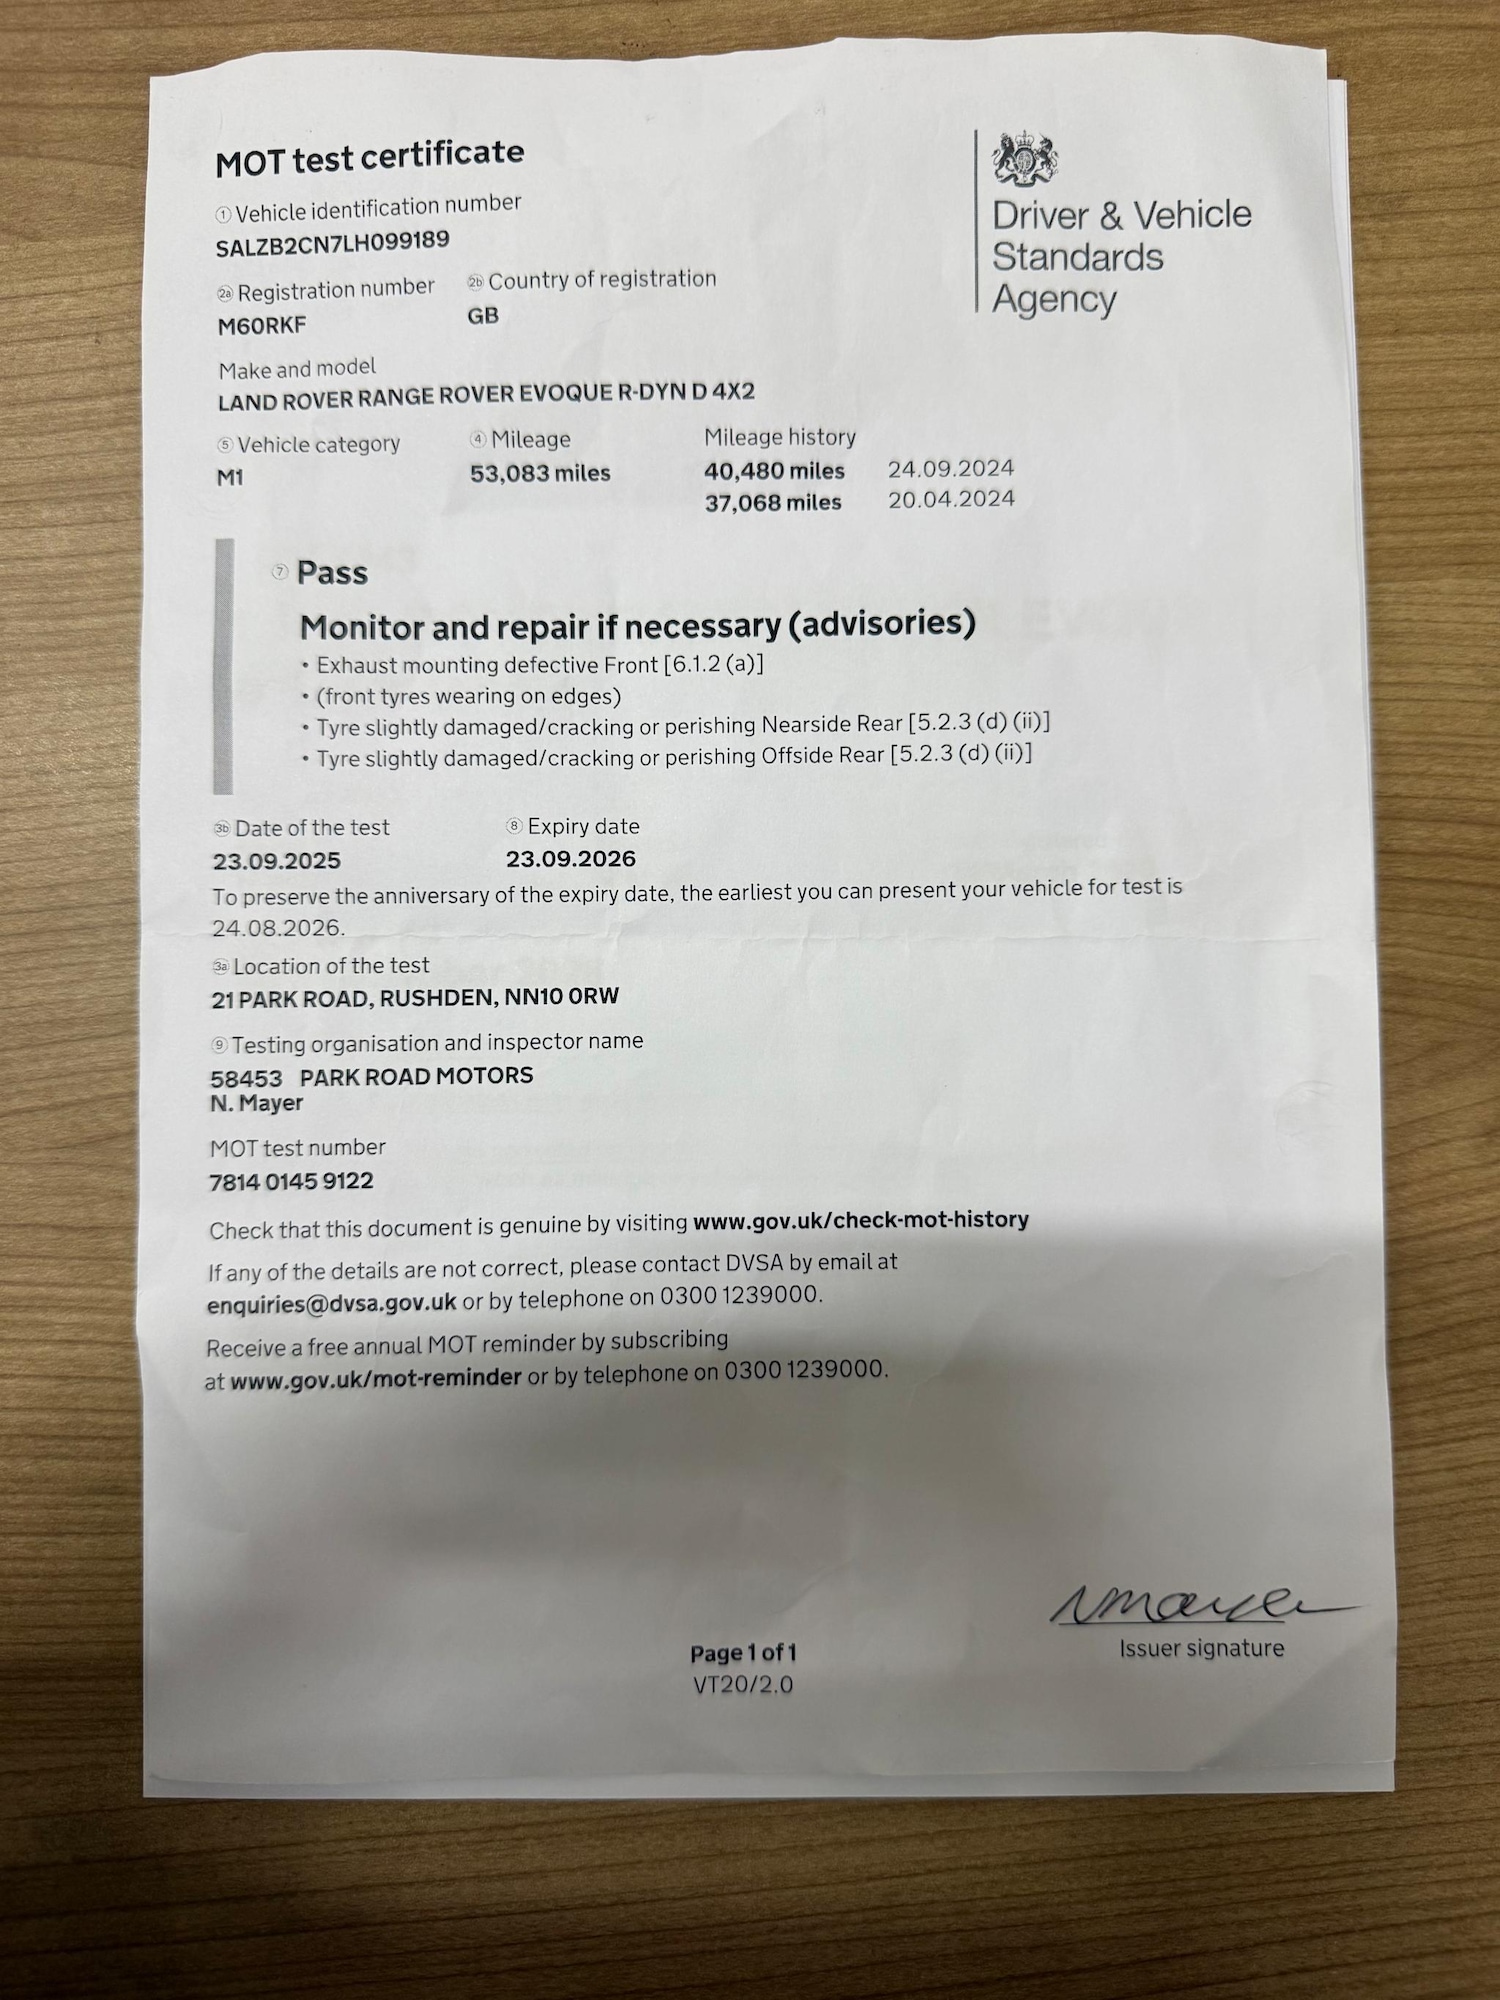 MOT test certificate
Driver & Vehicle
Standards
Agency
① Vehicle identification number
SALZB2CN7LH099189
2a Registration number 2b Country of registration
M60RKF GB
Make and model
LAND ROVER RANGE ROVER EVOQUE R-DYN D 4X2
⑤ Vehicle category ④ Mileage Mileage history
M1 53,083 miles 40,480 miles 24.09.2024
37,068 miles 20.04.2024
⑦ Pass
Monitor and repair if necessary (advisories)
• Exhaust mounting defective Front [6.1.2 (a)]
• (front tyres wearing on edges)
• Tyre slightly damaged/cracking or perishing Nearside Rear [5.2.3 (d) (ii)]
• Tyre slightly damaged/cracking or perishing Offside Rear [5.2.3 (d) (ii)]
3b Date of the test ⑧ Expiry date
23.09.2025 23.09.2026
To preserve the anniversary of the expiry date, the earliest you can present your vehicle for test is
24.08.2026.
3a Location of the test
21 PARK ROAD, RUSHDEN, NN10 0RW
⑨ Testing organisation and inspector name
58453 PARK ROAD MOTORS
N. Mayer
MOT test number
7814 0145 9122
Check that this document is genuine by visiting www.gov.uk/check-mot-history
If any of the details are not correct, please contact DVSA by email at
enquiries@dvsa.gov.uk or by telephone on 0300 1239000.
Receive a free annual MOT reminder by subscribing
at www.gov.uk/mot-reminder or by telephone on 0300 1239000.
NMayer
Issuer signature
Page 1 of 1
VT20/2.0